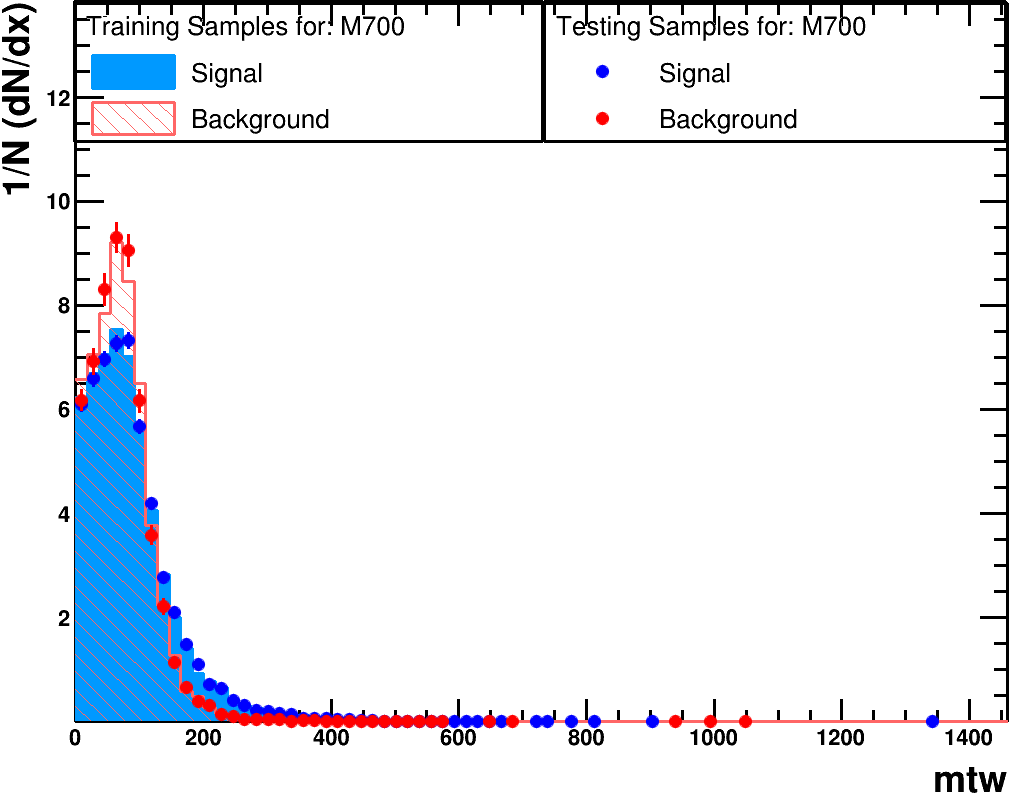 1/N (dN/dx)
Training Samples for: M700
Signal
Background
Testing Samples for: M700
Signal
Background
12
10
8
6
4
2
0 200 400 600 800 1000 1200 1400
mtw